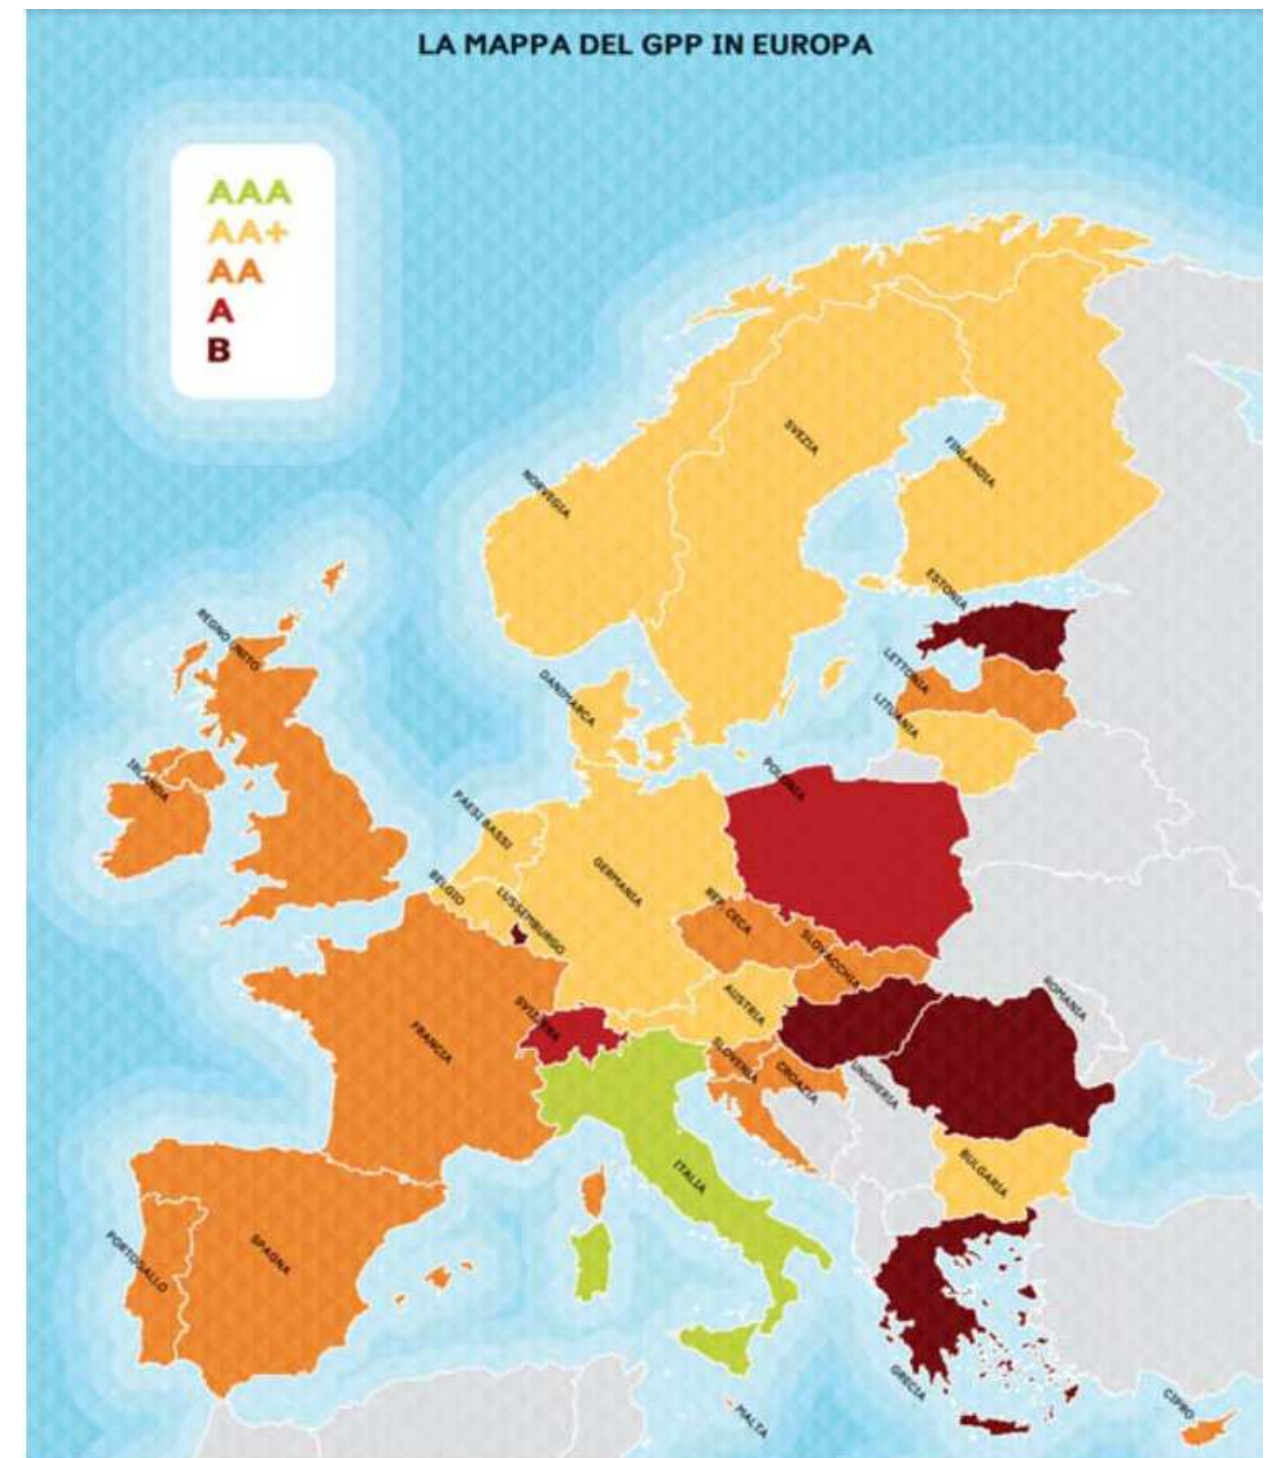 LA MAPPA DEL GPP IN EUROPA
AAA
AA+
AA
A
B
SVEZIA
FINLANDIA
NORVEGIA
ESTONIA
REGNO UNITO
LETTONIA
DANIMARCA
LITUANIA
IRLANDA
POLONIA
PAESI BASSI
GERMANIA
BELGIO
LUSSEMBURGO
REP. CECA
SLOVACCHIA
AUSTRIA
ROMANIA
SVIZZERA
FRANCIA
SLOVENIA
CROAZIA
UNGHERIA
ITALIA
BULGARIA
PORTOGALLO
SPAGNA
GRECIA
CIPRO
MALTA